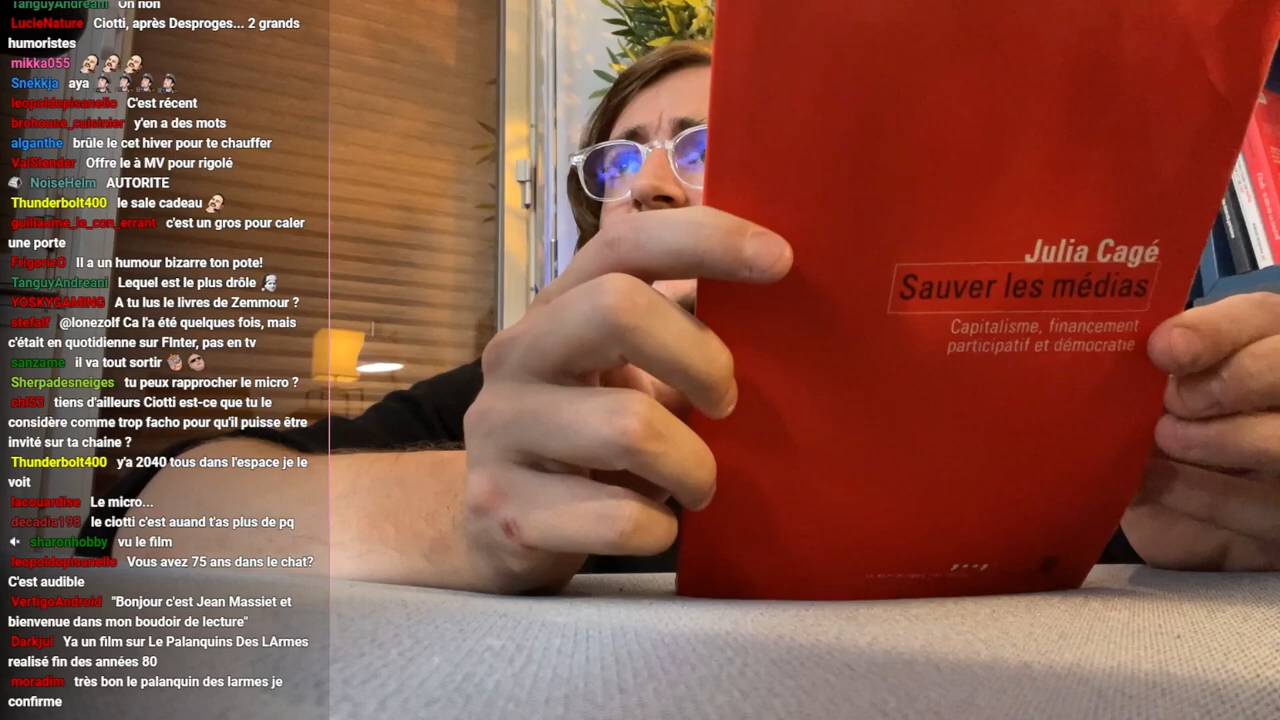 TanguyAndreani Oh non
LucieNature Ciotti, après Desproges... 2 grands
humoristes
mikka055
Snekkja aya
leopoldopisanello C'est récent
brohouse_cuisinier y'en a des mots
alganthe brûle le cet hiver pour te chauffer
ValSlender Offre le à MV pour rigolé
NoiseHelm AUTORITE
Thunderbolt400 le sale cadeau
guillaume_le_con_errant c'est un gros pour caler
une porte
FrigorizO Il a un humour bizarre ton pote!
TanguyAndreani Lequel est le plus drôle
YOSKYGAMING A tu lus le livres de Zemmour ?
stefalf @lonezolf Ca l'a été quelques fois, mais
c'était en quotidienne sur FInter, pas en tv
sanzame il va tout sortir
Sherpadesneiges tu peux rapprocher le micro ?
chl53 tiens d'ailleurs Ciotti est-ce que tu le
considère comme trop facho pour qu'il puisse être
invité sur ta chaine ?
Thunderbolt400 y'a 2040 tous dans l'espace je le
voit
lacouardise Le micro...
decadia198 le ciotti c'est auand t'as plus de pq
sharonhobby vu le film
leopoldopisanello Vous avez 75 ans dans le chat?
C'est audible
VertigoAndroid "Bonjour c'est Jean Massiet et
bienvenue dans mon boudoir de lecture"
Darkjul Ya un film sur Le Palanquins Des LArmes
realisé fin des années 80
moradim très bon le palanquin des larmes je
confirme
Julia Cagé
Sauver les médias
Capitalisme, financement
participatif et démocratie